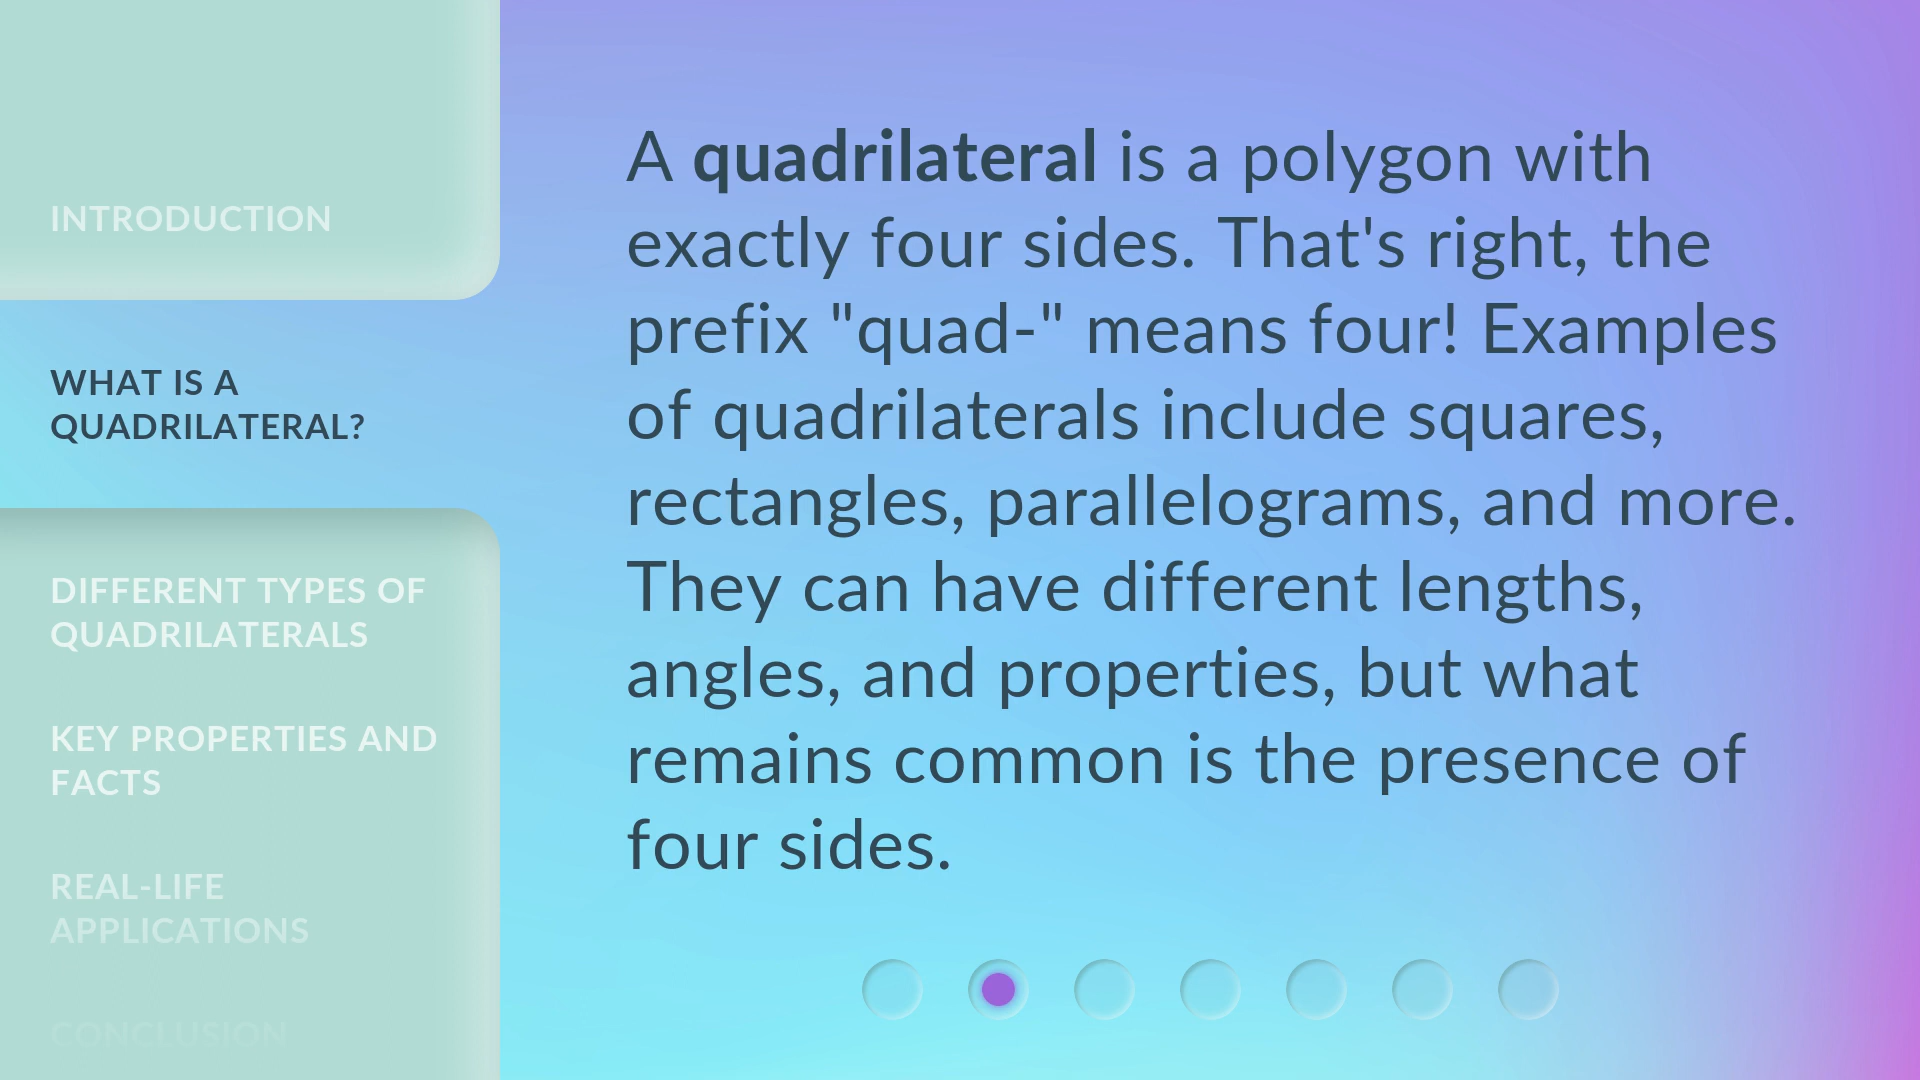 INTRODUCTION
WHAT IS A
QUADRILATERAL?
DIFFERENT TYPES OF
QUADRILATERALS
KEY PROPERTIES AND
FACTS
REAL-LIFE
APPLICATIONS
CONCLUSION
A quadrilateral is a polygon with
exactly four sides. That's right, the
prefix "quad-" means four! Examples
of quadrilaterals include squares,
rectangles, parallelograms, and more.
They can have different lengths,
angles, and properties, but what
remains common is the presence of
four sides.